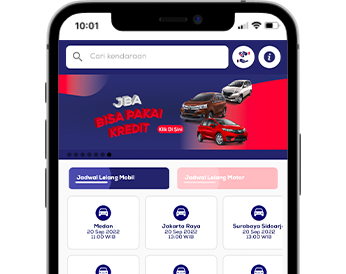 10:01
Cari kendaraan
JBA
BISA PAKAI
KREDIT
Klik Di Sini
Jadwal Lelang Mobil
Jadwal Lelang Motor
Medan
20 Sep 2022
11:00 WIB
Jakarta Raya
20 Sep 2022
13:00 WIB
Surabaya Sidoarj
20 Sep 2022
13:00 WIB